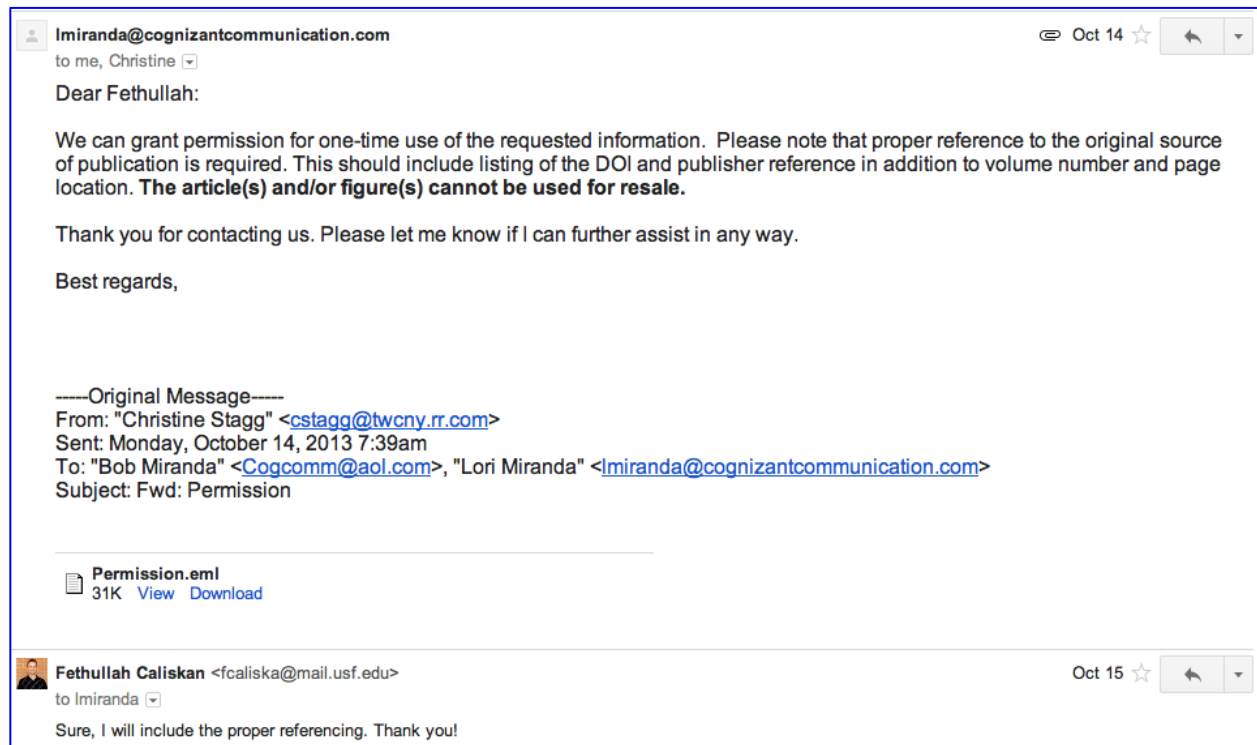 lmiranda@cognizantcommunication.com Oct 14
to me, Christine
Dear Fethullah:
We can grant permission for one-time use of the requested information.  Please note that proper reference to the original source
of publication is required. This should include listing of the DOI and publisher reference in addition to volume number and page
location. The article(s) and/or figure(s) cannot be used for resale.
Thank you for contacting us. Please let me know if I can further assist in any way.
Best regards,
-----Original Message-----
From: "Christine Stagg" <cstagg@twcny.rr.com>
Sent: Monday, October 14, 2013 7:39am
To: "Bob Miranda" <Cogcomm@aol.com>, "Lori Miranda" <lmiranda@cognizantcommunication.com>
Subject: Fwd: Permission
Permission.eml
31K View Download
Fethullah Caliskan <fcaliska@mail.usf.edu> Oct 15
to lmiranda
Sure, I will include the proper referencing. Thank you!